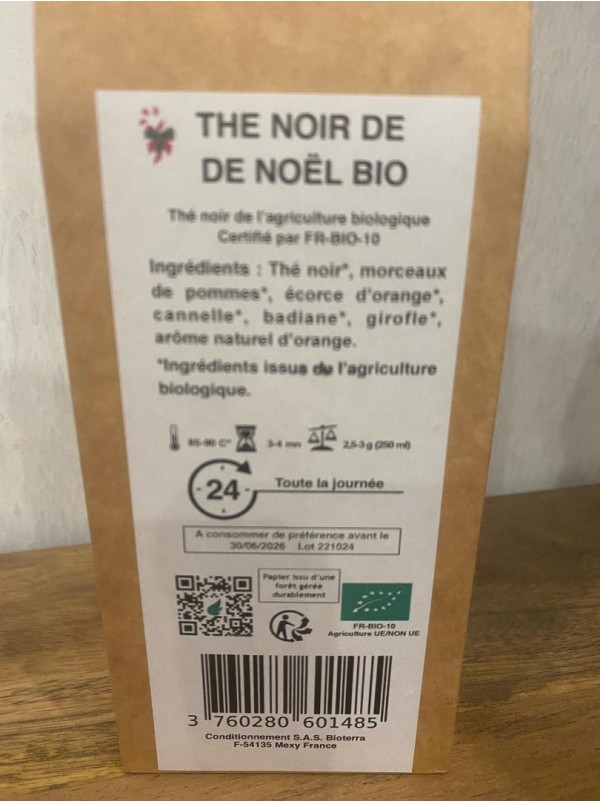 THE NOIR DE
DE NOËL BIO
Thé noir de l'agriculture biologique
Certifié par FR-BIO-10
Ingrédients : Thé noir*, morceaux
de pommes*, écorce d'orange*,
cannelle*, badiane*, girofle*,
arôme naturel d'orange.
*Ingrédients issus du l'agriculture
biologique.
3-4 mn 2,5-3 g (250 ml)
24 Toute la journée
A consommer de préférence avant le
30/06/2026 Lot 221024
Papier issu d'une
forêt gérée
durablement
FR-BIO-10
Agriculture UE/NON UE
3 760280 601485
Conditionnement S.A.S. Bioterra
F-54135 Mexy France